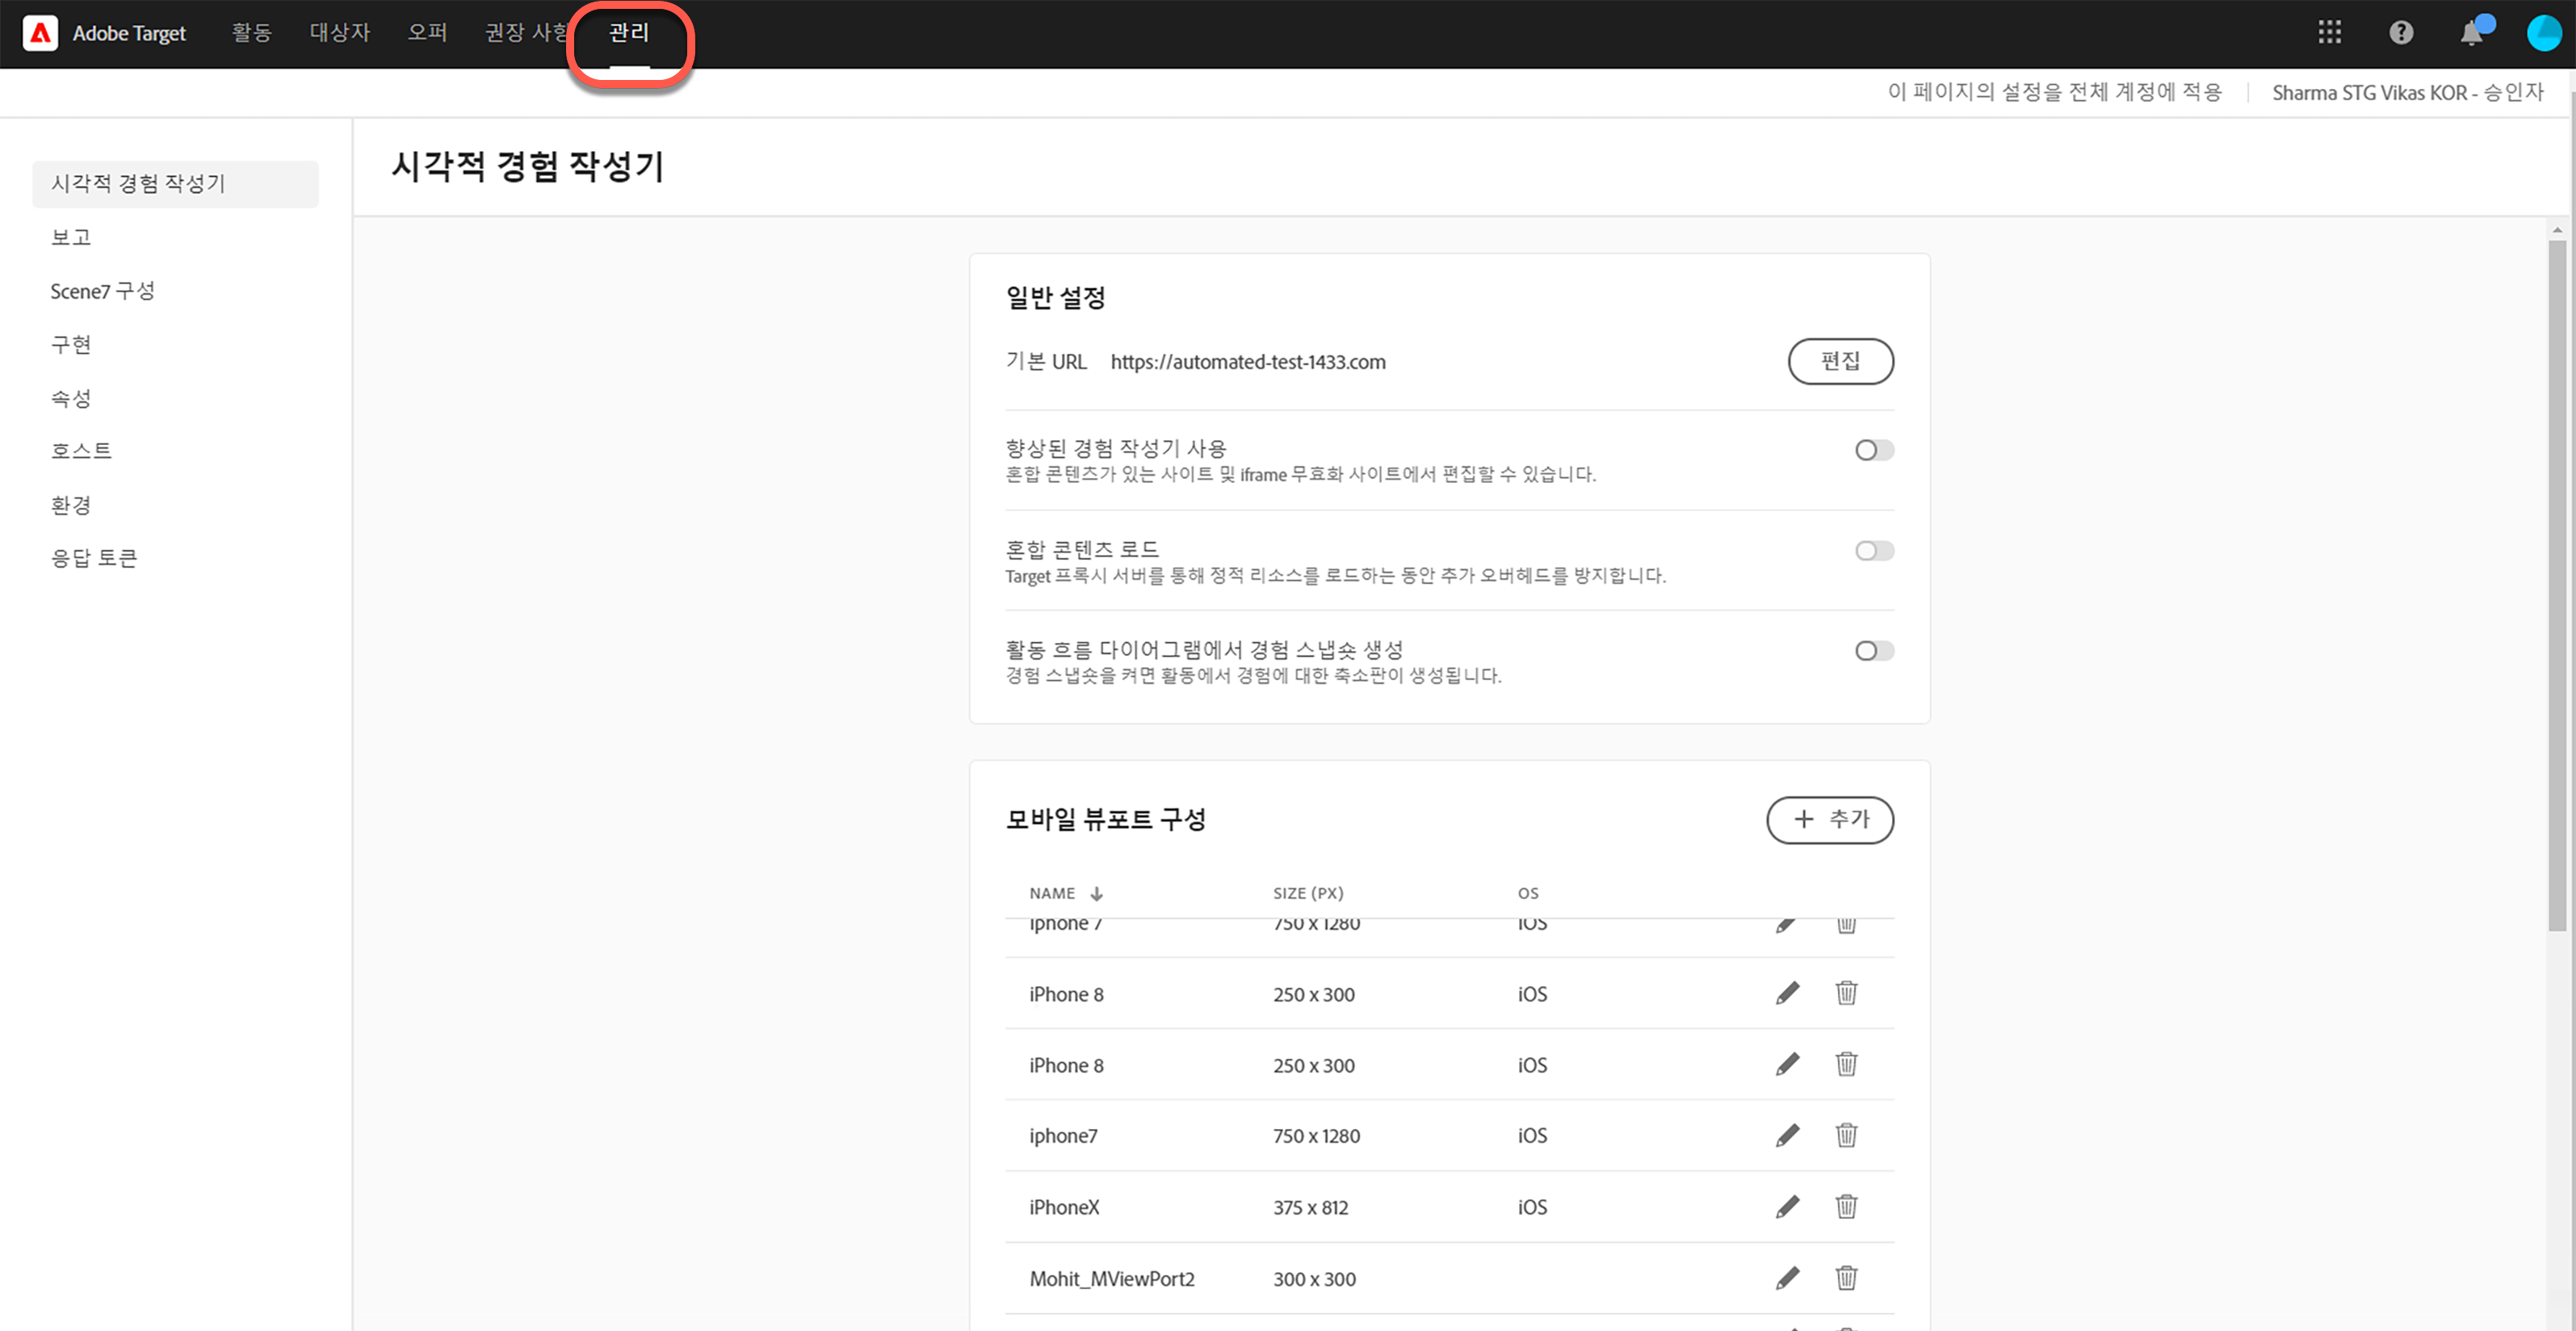 Adobe Target 활동 대상자 오퍼 권장 사항 관리
이 페이지의 설정을 전체 계정에 적용 Sharma STG Vikas KOR - 승인자
시각적 경험 작성기
보고
Scene7 구성
구현
속성
호스트
환경
응답 토큰
시각적 경험 작성기
일반 설정
기본 URL https://automated-test-1433.com 편집
향상된 경험 작성기 사용
혼합 콘텐츠가 있는 사이트 및 iframe 무효화 사이트에서 편집할 수 있습니다.
혼합 콘텐츠 로드
Target 프록시 서버를 통해 정적 리소스를 로드하는 동안 추가 오버헤드를 방지합니다.
활동 흐름 다이어그램에서 경험 스냅숏 생성
경험 스냅숏을 켜면 활동에서 경험에 대한 축소판이 생성됩니다.
모바일 뷰포트 구성 + 추가
NAME ↓ SIZE (PX) OS
iphone 7 750 x 1280 iOS
iPhone 8 250 x 300 iOS
iPhone 8 250 x 300 iOS
iphone7 750 x 1280 iOS
iPhoneX 375 x 812 iOS
Mohit_MViewPort2 300 x 300